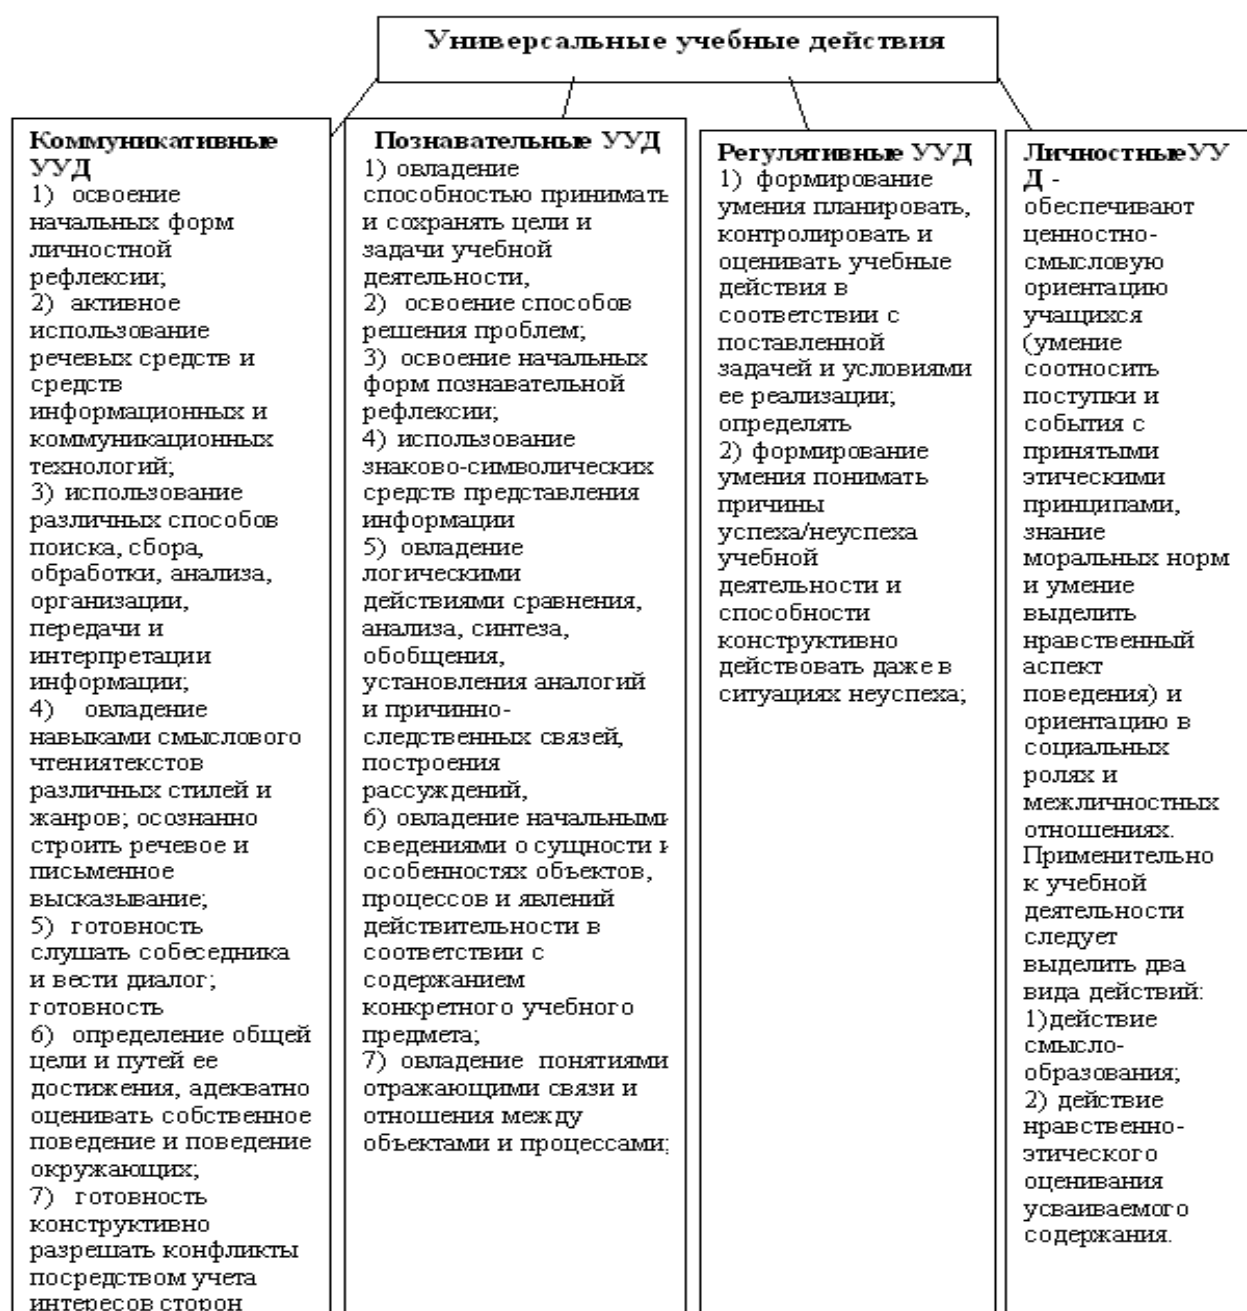 Универсальные учебные действия
Коммуникативные
УУД
1) освоение
начальных форм
личностной
рефлексии;
2) активное
использование
речевых средств и
средств
информационных и
коммуникационных
технологий;
3) использование
различных способов
поиска, сбора,
обработки, анализа,
организации,
передачи и
интерпретации
информации;
4) овладение
навыками смыслового
чтениятекстов
различных стилей и
жанров; осознанно
строить речевое и
письменное
высказывание;
5) готовность
слушать собеседника
и вести диалог;
готовность
6) определение общей
цели и путей ее
достижения, адекватно
оценивать собственное
поведение и поведение
окружающих;
7) готовность
конструктивно
разрешать конфликты
посредством учета
интересов сторон
Познавательные УУД
1) овладение
способностью принимать
и сохранять цели и
задачи учебной
деятельности,
2) освоение способов
решения проблем;
3) освоение начальных
форм познавательной
рефлексии;
4) использование
знаково-символических
средств представления
информации
5) овладение
логическими
действиями сравнения,
анализа, синтеза,
обобщения,
установления аналогий
и причинно-
следственных связей,
построения
рассуждений,
6) овладение начальными
сведениями о сущности и
особенностях объектов,
процессов и явлений
действительности в
соответствии с
содержанием
конкретного учебного
предмета;
7) овладение понятиями
отражающими связи и
отношения между
объектами и процессами;
Регулятивные УУД
1) формирование
умения планировать,
контролировать и
оценивать учебные
действия в
соответствии с
поставленной
задачей и условиями
ее реализации;
определять
2) формирование
умения понимать
причины
успеха/неуспеха
учебной
деятельности и
способности
конструктивно
действовать даже в
ситуациях неуспеха;
ЛичностныеУУ
Д -
обеспечивают
ценностно-
смысловую
ориентацию
учащихся
(умение
соотносить
поступки и
события с
принятыми
этическими
принципами,
знание
моральных норм
и умение
выделить
нравственный
аспект
поведения) и
ориентацию в
социальных
ролях и
межличностных
отношениях.
Применительно
к учебной
деятельности
следует
выделить два
вида действий:
1)действие
смысло-
образования;
2) действие
нравственно-
этического
оценивания
усваиваемого
содержания.